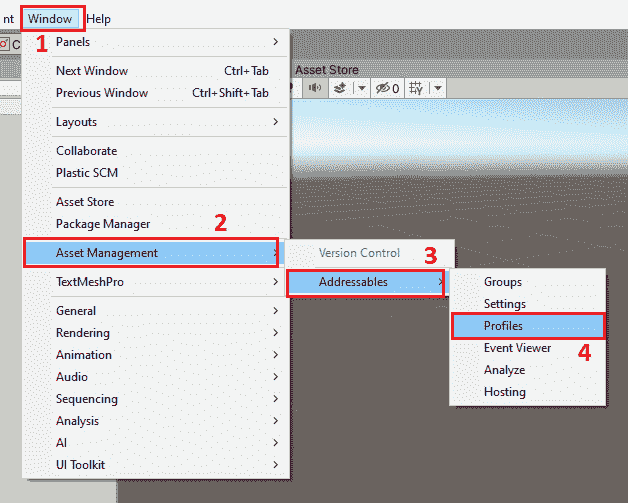 nt Window Help
1
C
Panels
Asset Store
Next Window Ctrl+Tab
0
Previous Window Ctrl+Shift+Tab
Layouts
Collaborate
Plastic SCM
Asset Store
Package Manager
2
Asset Management
Version Control
3
TextMeshPro
Addressables
Groups
General
Settings
Rendering
Profiles
Animation
Event Viewer
4
Audio
Analyze
Sequencing
Hosting
Analysis
AI
UI Toolkit